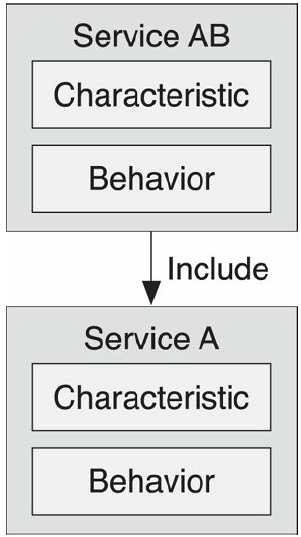 Service AB
Characteristic
Behavior
Include
Service A
Characteristic
Behavior